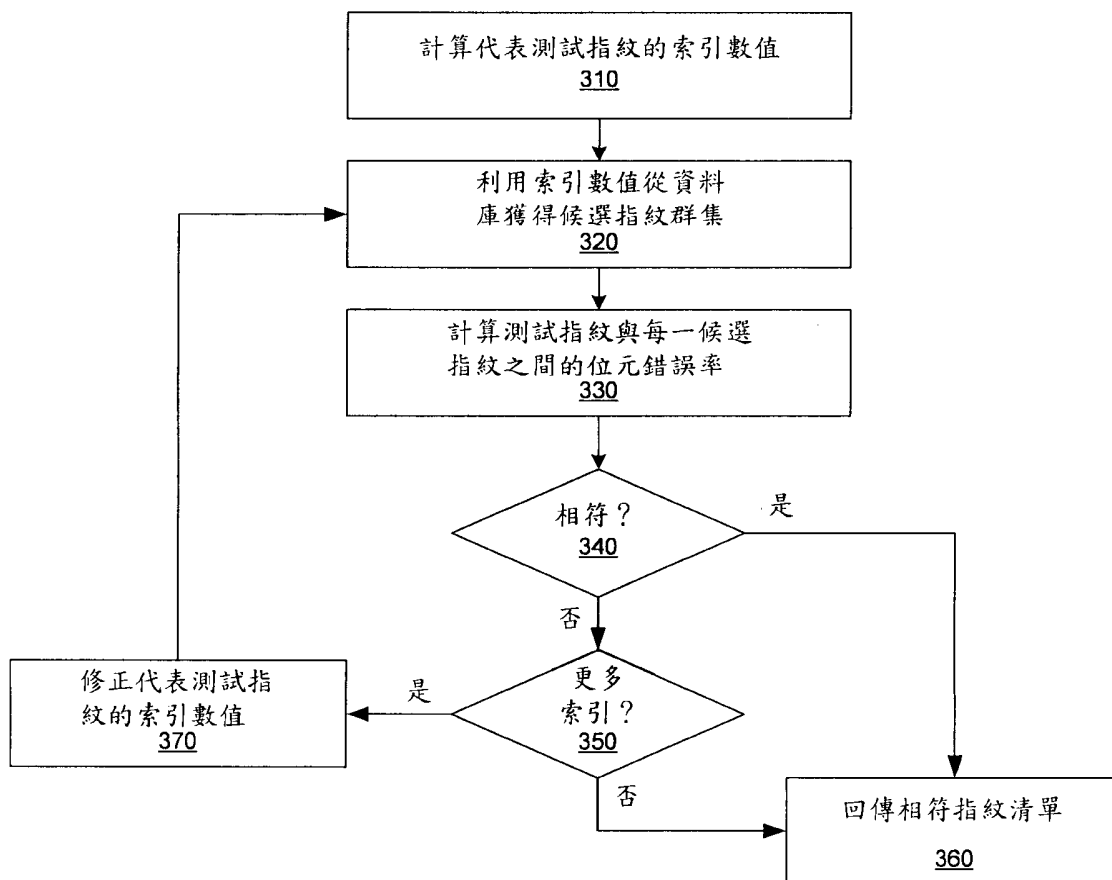 計算代表測試指紋的索引數值
310
利用索引數值從資料
庫獲得候選指紋群集
320
計算測試指紋與每一候選
指紋之間的位元錯誤率
330
相符？
340
是
否
更多
索引？
350
是
否
修正代表測試指
紋的索引數值
370
回傳相符指紋清單
360